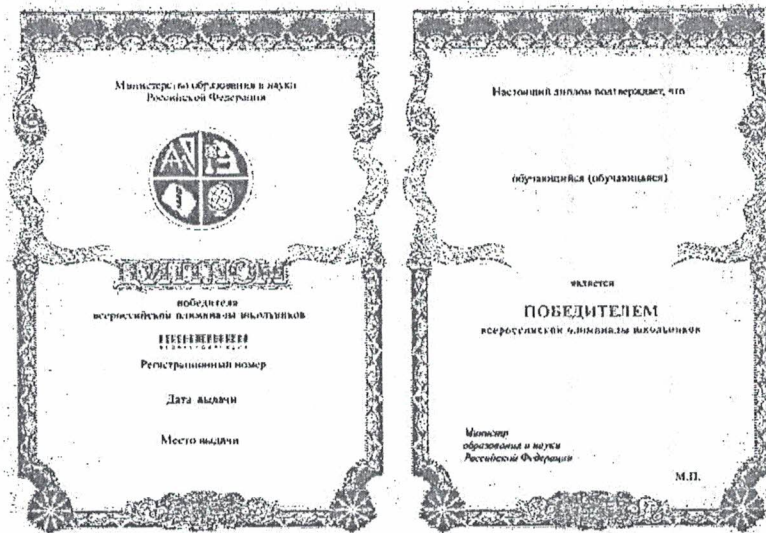 Министерство образования и науки
Российской Федерации
ДИПЛОМ
победителя
всероссийской олимпиады школьников
Регистрационный номер
Дата выдачи
Место выдачи
Настоящий диплом подтверждает, что
обучающийся (обучающаяся)
является
ПОБЕДИТЕЛЕМ
всероссийской олимпиады школьников
Министр
образования и науки
Российской Федерации
М.П.